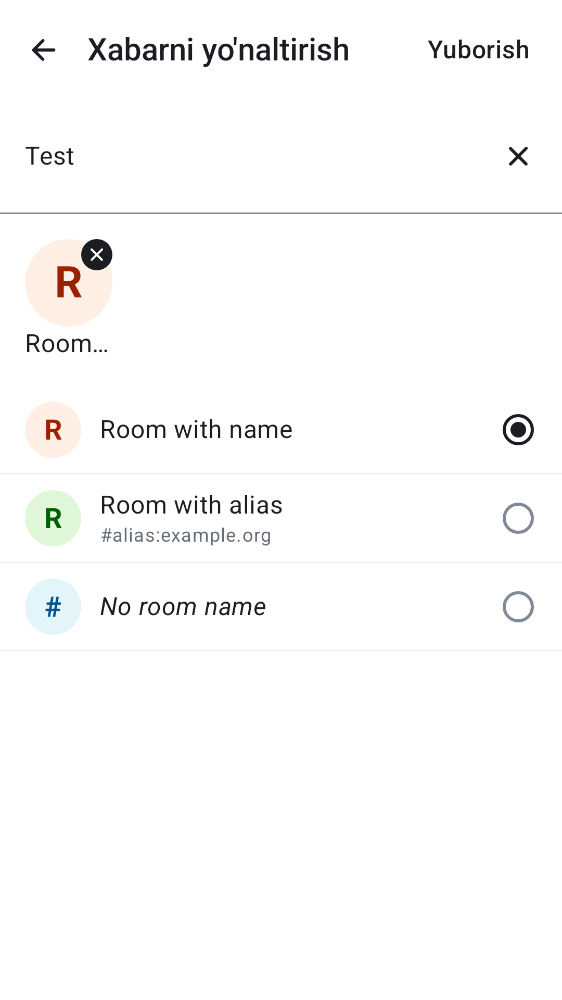 Xabarni yo'naltirish
Yuborish
Test
R
Room...
R
Room with name
R
Room with alias
#alias:example.org
#
No room name